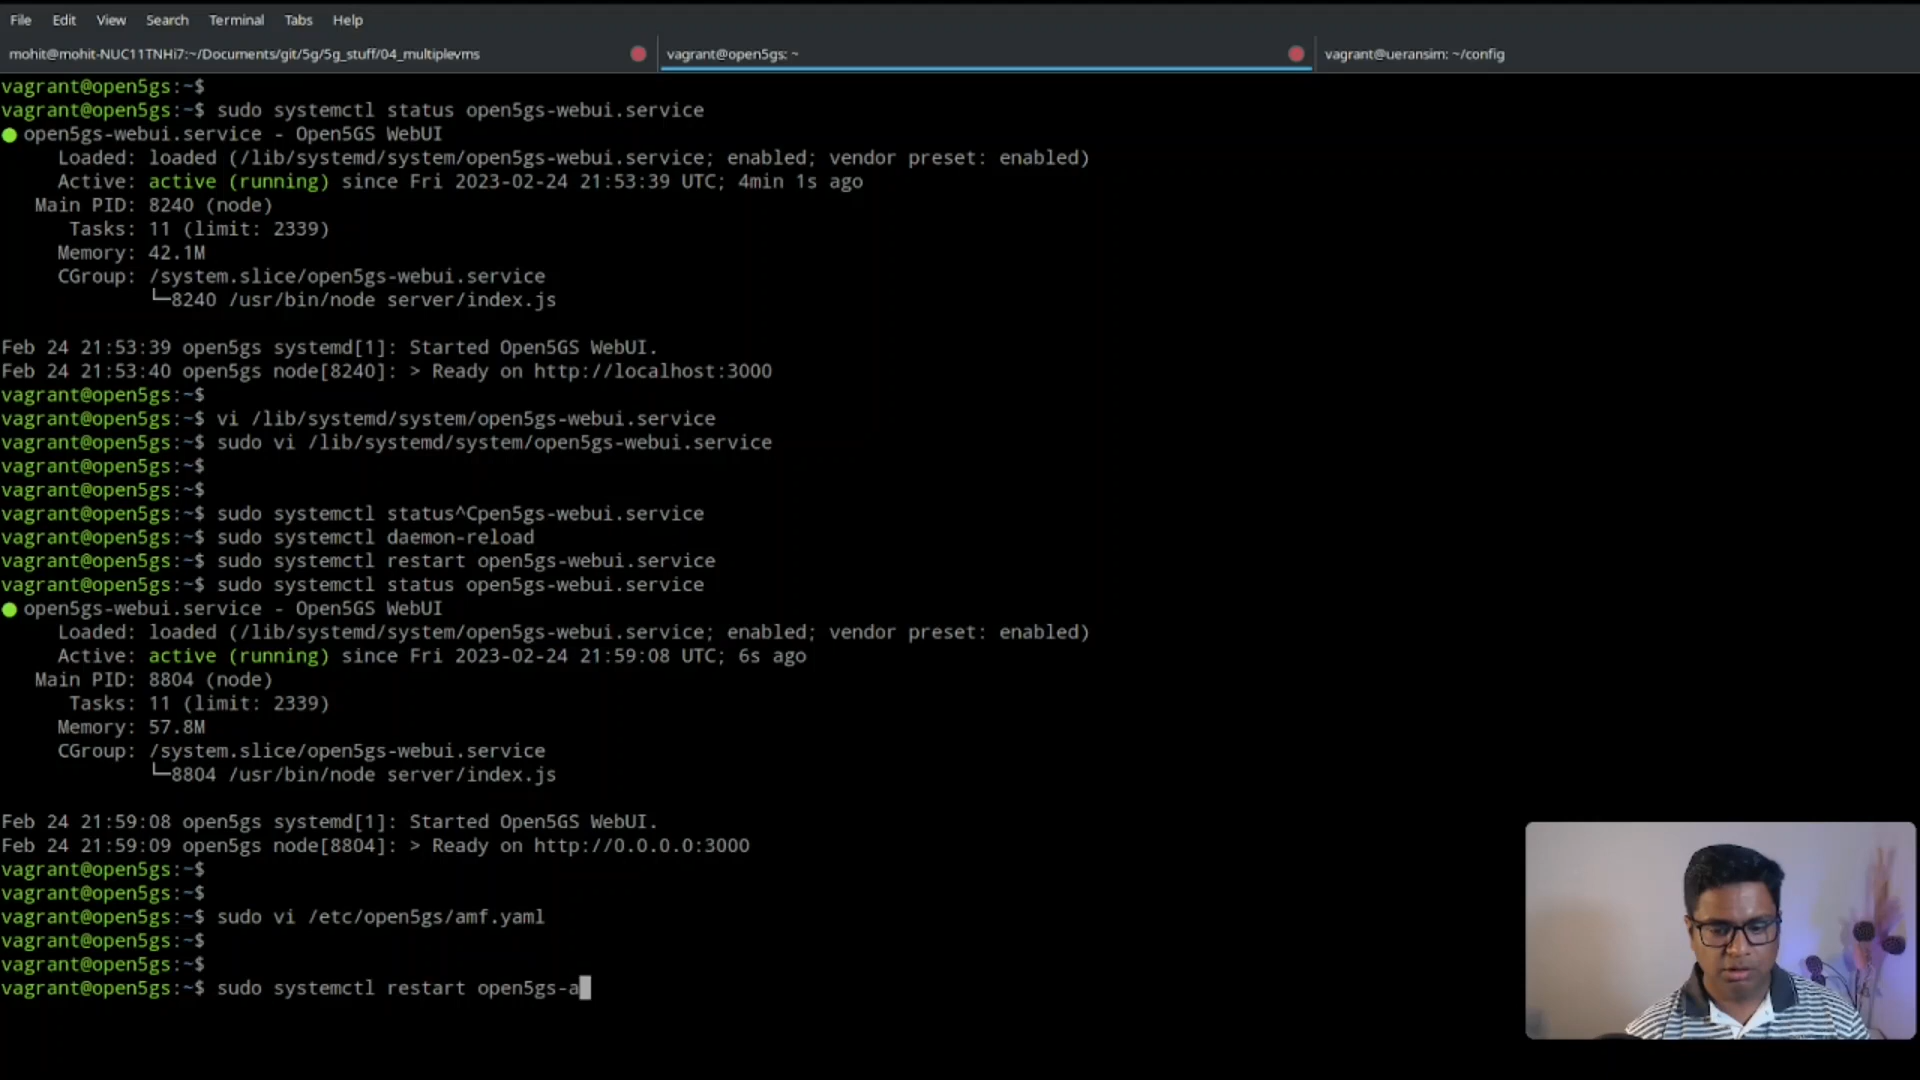 File Edit View Search Terminal Tabs Help
mohit@mohit-NUC11TNHi7:~/Documents/git/5g/5g_stuff/04_multiplevms
vagrant@open5gs: ~
vagrant@ueransim: ~/config
vagrant@open5gs:~$
vagrant@open5gs:~$ sudo systemctl status open5gs-webui.service
● open5gs-webui.service - Open5GS WebUI
Loaded: loaded (/lib/systemd/system/open5gs-webui.service; enabled; vendor preset: enabled)
Active: active (running) since Fri 2023-02-24 21:53:39 UTC; 4min 1s ago
Main PID: 8240 (node)
Tasks: 11 (limit: 2339)
Memory: 42.1M
CGroup: /system.slice/open5gs-webui.service
└─8240 /usr/bin/node server/index.js
Feb 24 21:53:39 open5gs systemd[1]: Started Open5GS WebUI.
Feb 24 21:53:40 open5gs node[8240]: > Ready on http://localhost:3000
vagrant@open5gs:~$
vagrant@open5gs:~$ vi /lib/systemd/system/open5gs-webui.service
vagrant@open5gs:~$ sudo vi /lib/systemd/system/open5gs-webui.service
vagrant@open5gs:~$
vagrant@open5gs:~$
vagrant@open5gs:~$ sudo systemctl status^Cpen5gs-webui.service
vagrant@open5gs:~$ sudo systemctl daemon-reload
vagrant@open5gs:~$ sudo systemctl restart open5gs-webui.service
vagrant@open5gs:~$ sudo systemctl status open5gs-webui.service
● open5gs-webui.service - Open5GS WebUI
Loaded: loaded (/lib/systemd/system/open5gs-webui.service; enabled; vendor preset: enabled)
Active: active (running) since Fri 2023-02-24 21:59:08 UTC; 6s ago
Main PID: 8804 (node)
Tasks: 11 (limit: 2339)
Memory: 57.8M
CGroup: /system.slice/open5gs-webui.service
└─8804 /usr/bin/node server/index.js
Feb 24 21:59:08 open5gs systemd[1]: Started Open5GS WebUI.
Feb 24 21:59:09 open5gs node[8804]: > Ready on http://0.0.0.0:3000
vagrant@open5gs:~$
vagrant@open5gs:~$
vagrant@open5gs:~$ sudo vi /etc/open5gs/amf.yaml
vagrant@open5gs:~$
vagrant@open5gs:~$
vagrant@open5gs:~$ sudo systemctl restart open5gs-a